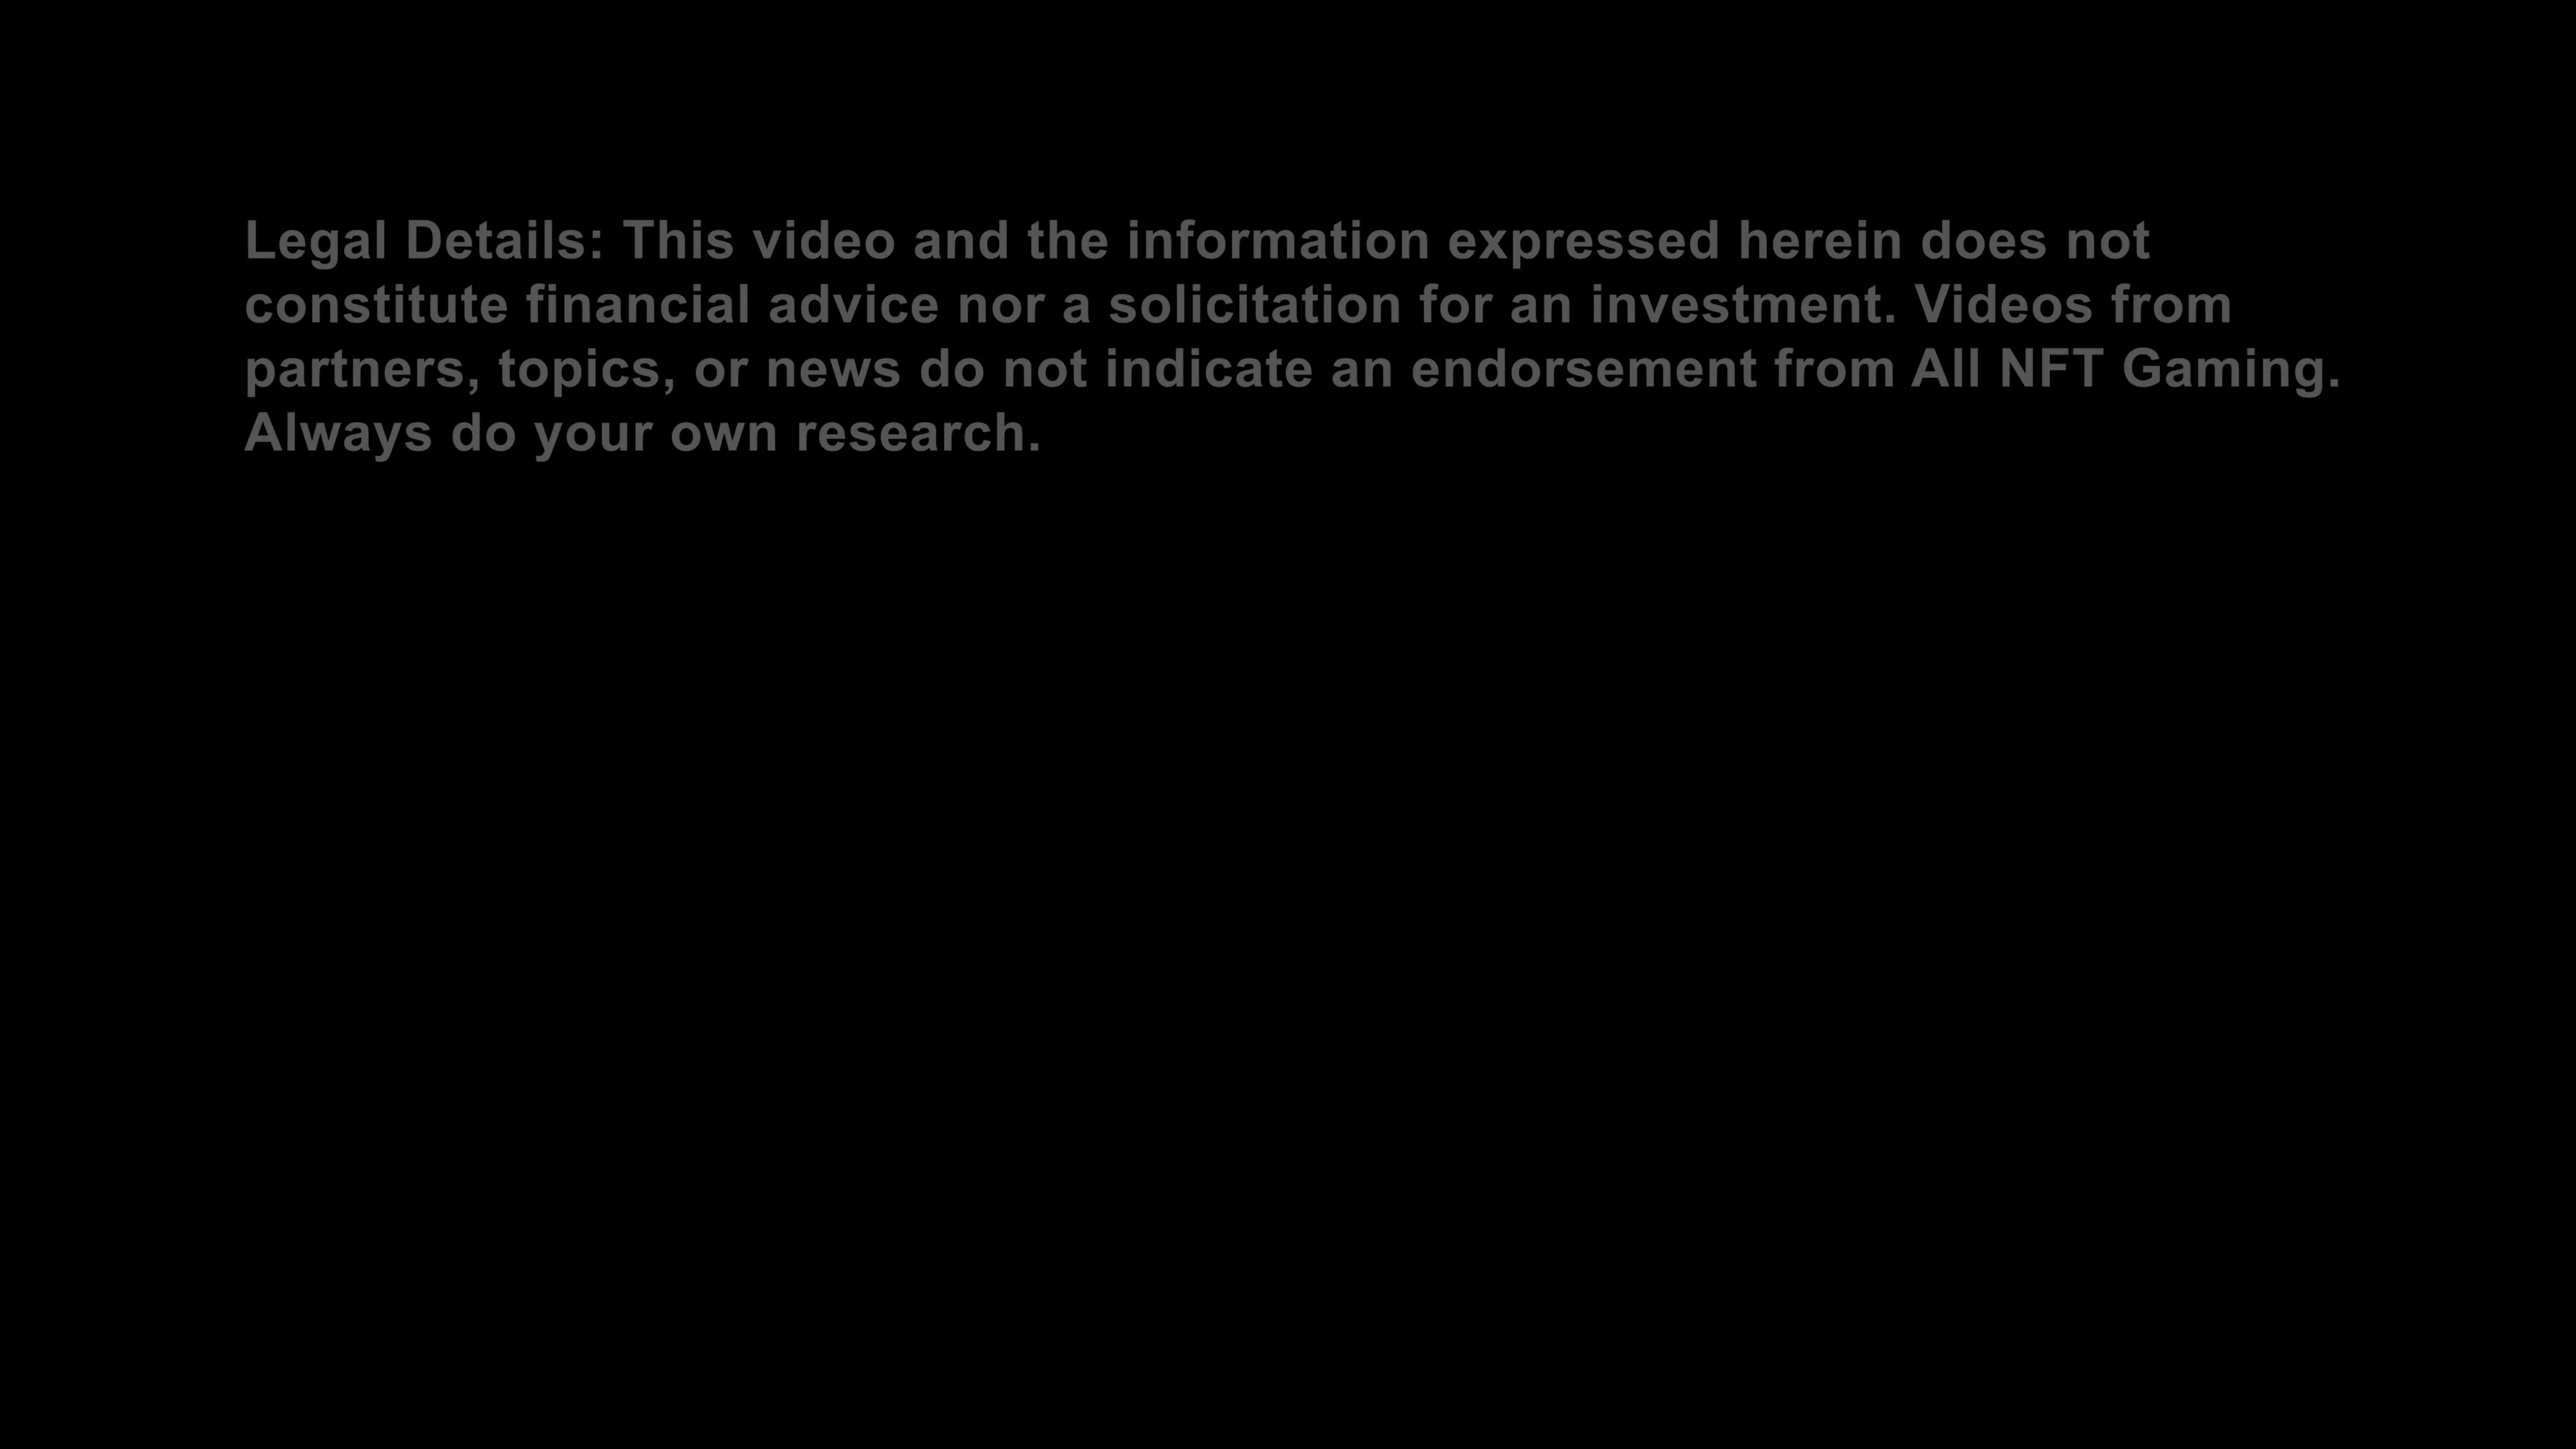 Legal Details: This video and the information expressed herein does not
constitute financial advice nor a solicitation for an investment. Videos from
partners, topics, or news do not indicate an endorsement from All NFT Gaming.
Always do your own research.